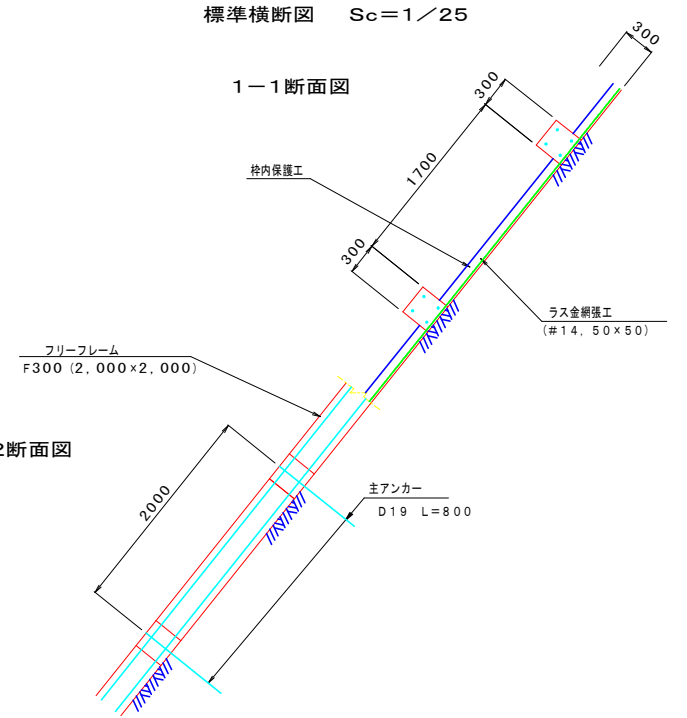 標準横断図 Sc=1/25
300
1-1断面図
300
1700
枠内保護工
300
ラス金網張工
(#14, 50×50)
フリーフレーム
F300 (2,000×2,000)
2断面図
2000
主アンカー
D19 L=800